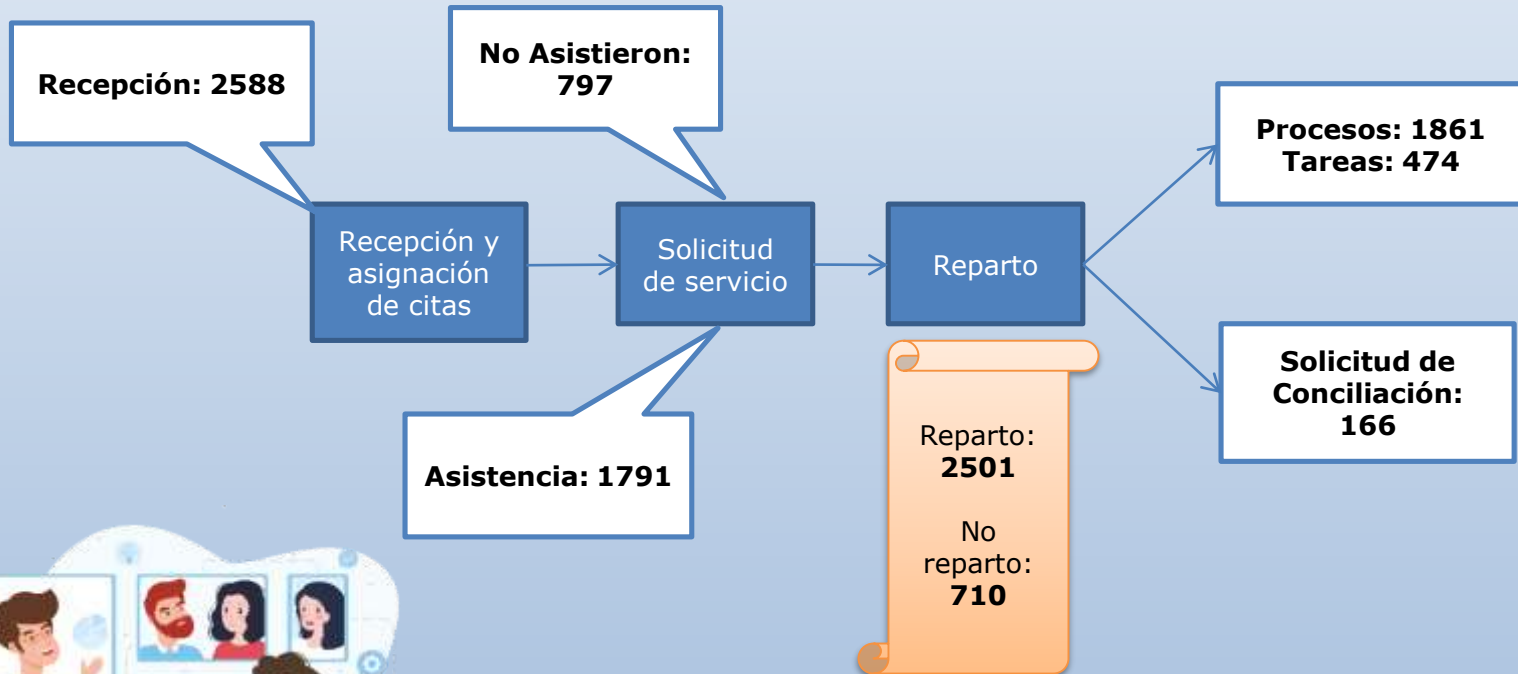 Recepción: 2588
No Asistieron:
797
Procesos: 1861
Tareas: 474
Recepción y
asignación
de citas
Solicitud
de servicio
Reparto
Solicitud de
Conciliación:
166
Asistencia: 1791
Reparto:
2501
No
reparto:
710